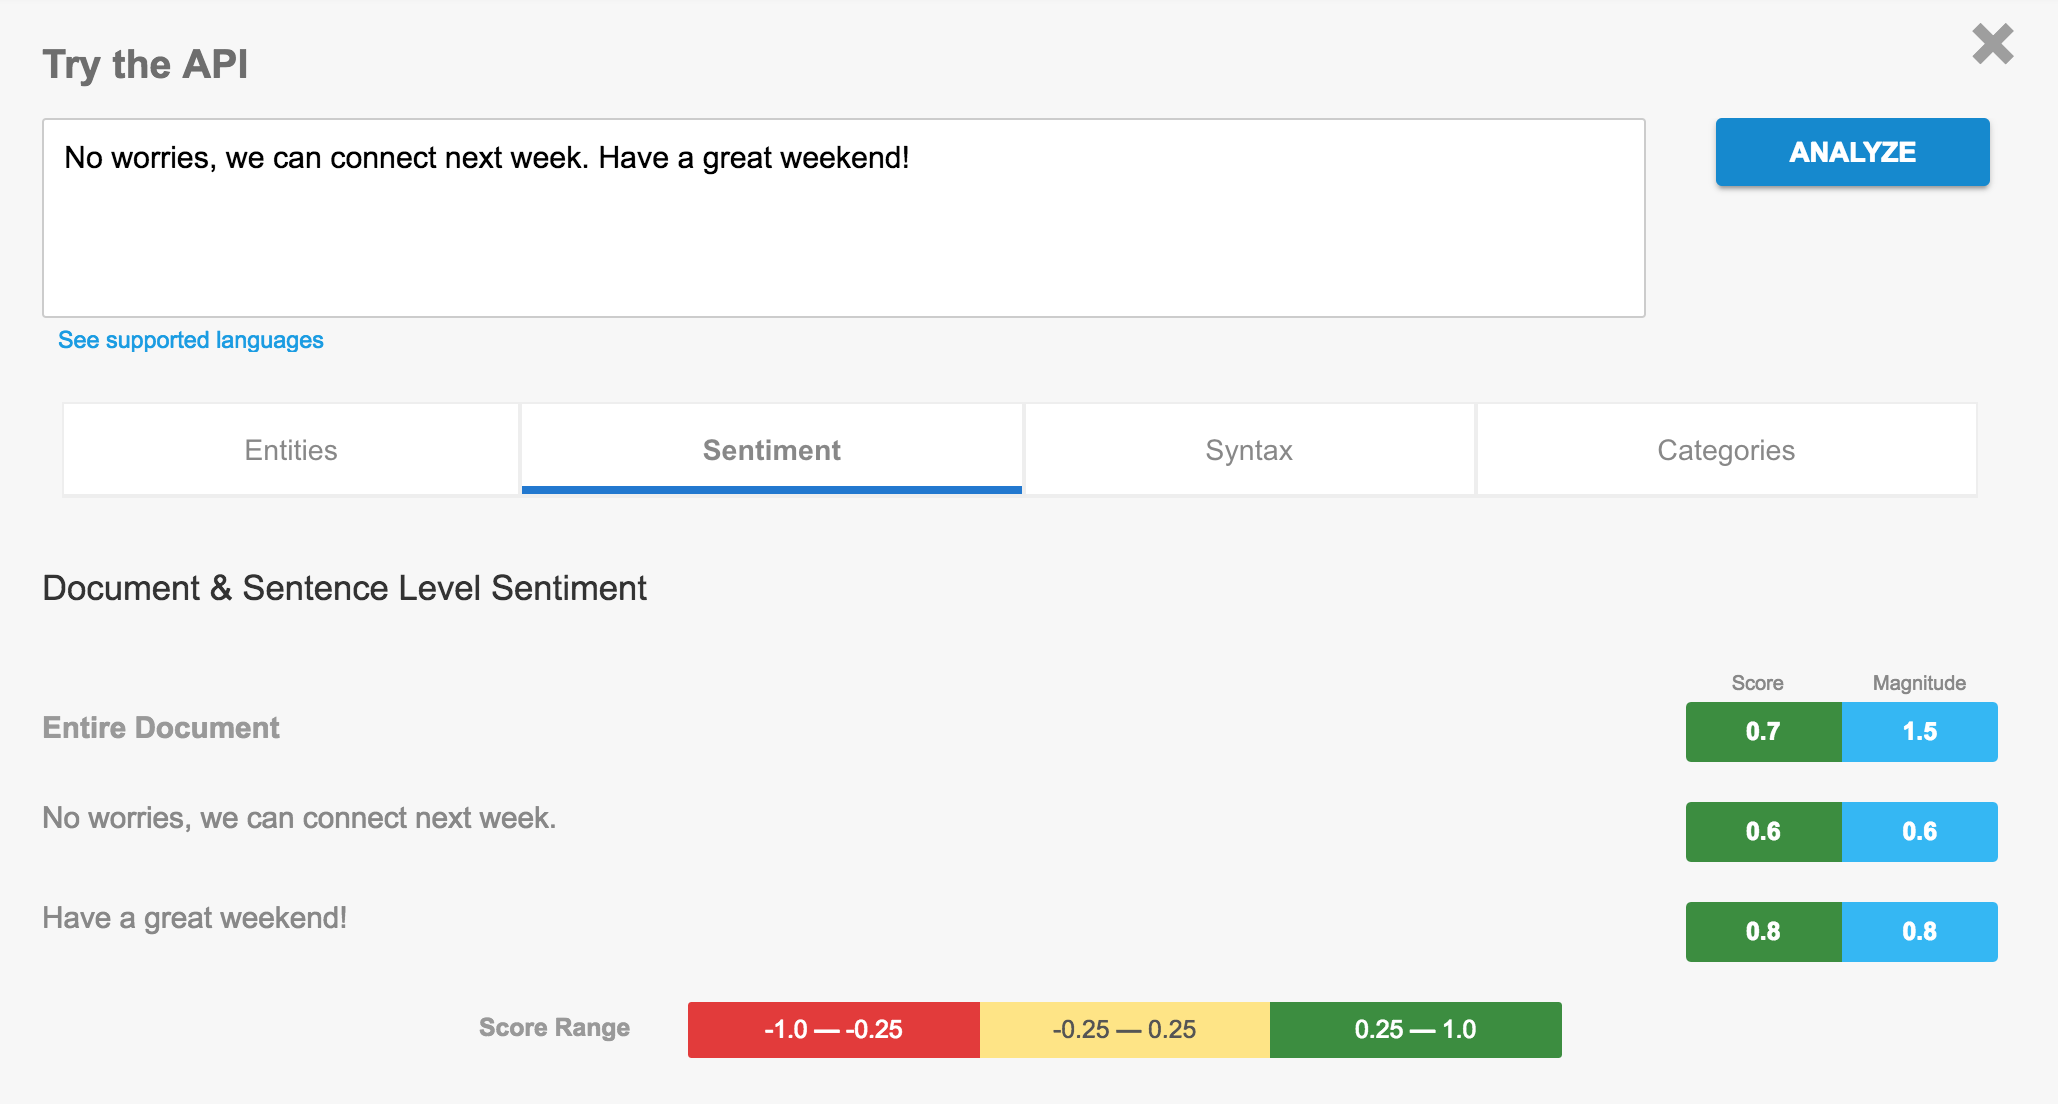 Try the API
No worries, we can connect next week. Have a great weekend!
ANALYZE
See supported languages
Entities
Sentiment
Syntax
Categories
Document & Sentence Level Sentiment
Score
Magnitude
Entire Document
0.7
1.5
No worries, we can connect next week.
0.6
0.6
Have a great weekend!
0.8
0.8
Score Range
-1.0 — -0.25
-0.25 — 0.25
0.25 — 1.0